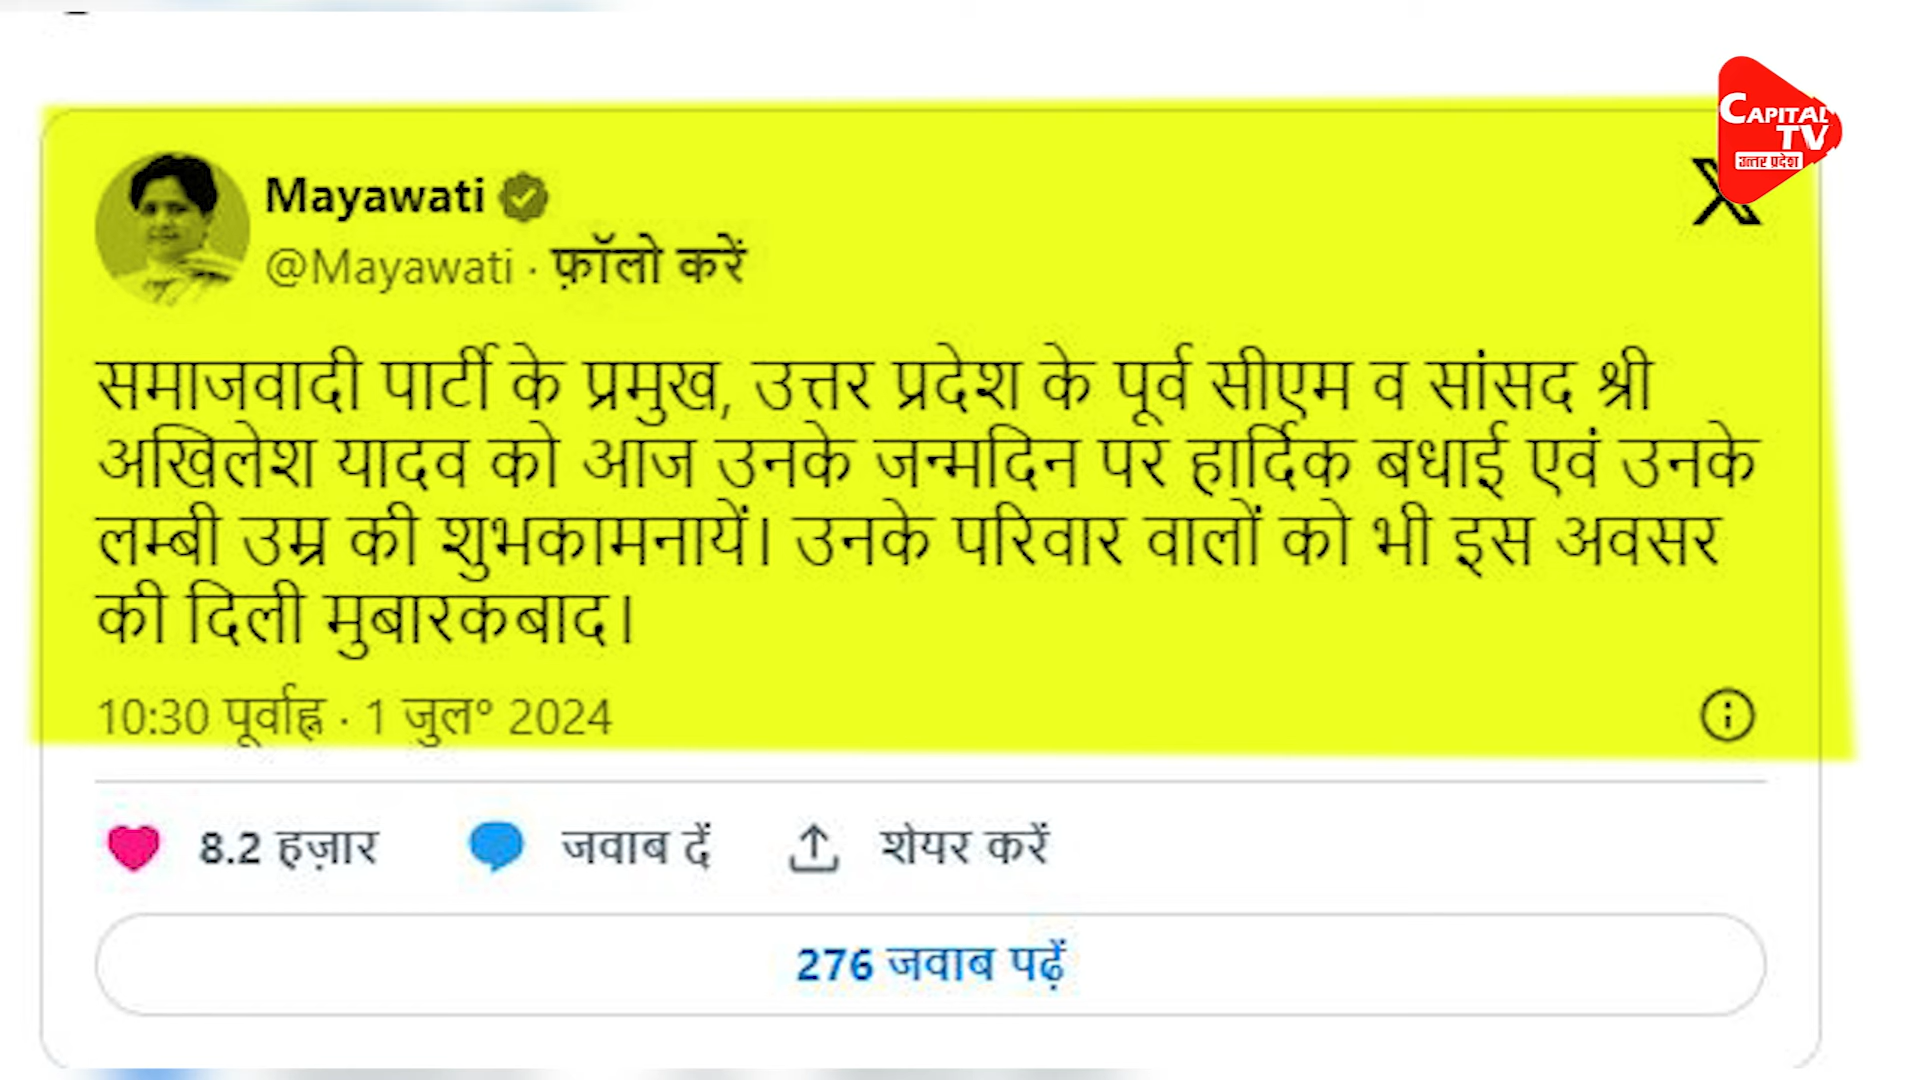 CAPITAL
TV
उत्तर प्रदेश
Mayawati
@Mayawati · फ़ॉलो करें
समाजवादी पार्टी के प्रमुख, उत्तर प्रदेश के पूर्व सीएम व सांसद श्री
अखिलेश यादव को आज उनके जन्मदिन पर हार्दिक बधाई एवं उनके
लम्बी उम्र की शुभकामनायें। उनके परिवार वालों को भी इस अवसर
की दिली मुबारकबाद।
10:30 पूर्वाह्न · 1 जुल॰ 2024
8.2 हज़ार जवाब दें शेयर करें
276 जवाब पढ़ें